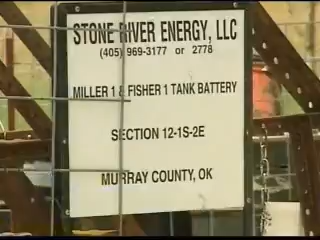 STONE RIVER ENERGY, LLC
(405) 969-3177 or 2778
MILLER 1 & FISHER 1 TANK BATTERY
SECTION 12-1S-2E
MURRAY COUNTY, OK